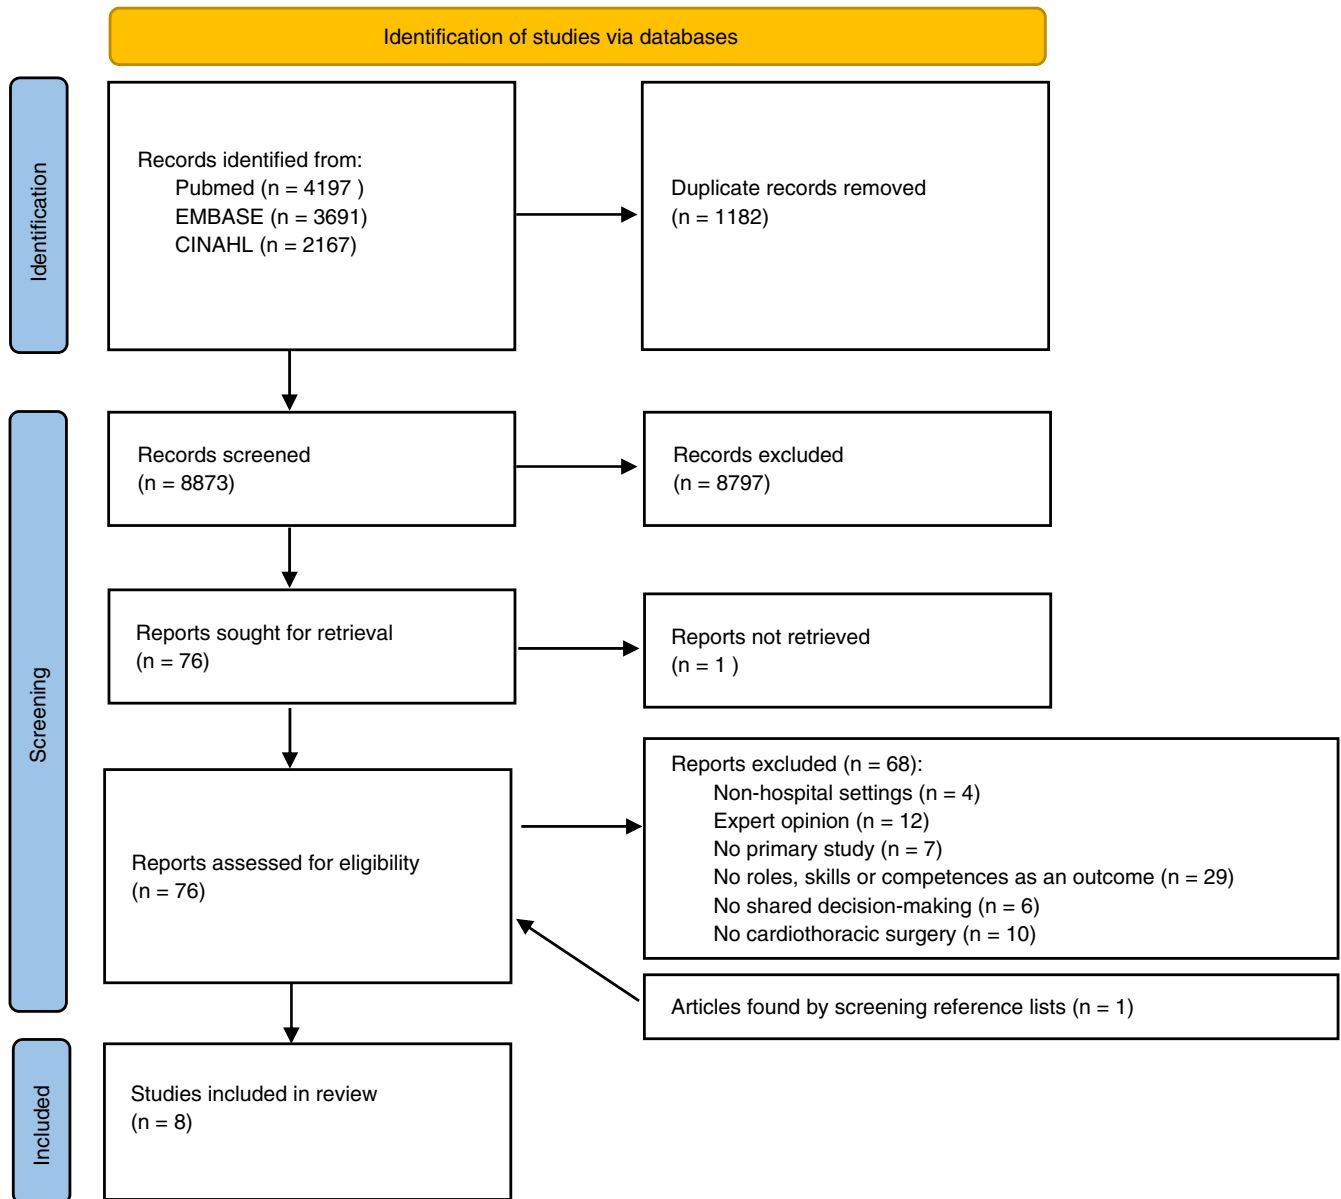 Identification of studies via databases
Identification
Records identified from:
Pubmed (n = 4197 )
EMBASE (n = 3691)
CINAHL (n = 2167)
Duplicate records removed
(n = 1182)
Screening
Records screened
(n = 8873)
Records excluded
(n = 8797)
Reports sought for retrieval
(n = 76)
Reports not retrieved
(n = 1 )
Reports assessed for eligibility
(n = 76)
Reports excluded (n = 68):
Non-hospital settings (n = 4)
Expert opinion (n = 12)
No primary study (n = 7)
No roles, skills or competences as an outcome (n = 29)
No shared decision-making (n = 6)
No cardiothoracic surgery (n = 10)
Articles found by screening reference lists (n = 1)
Included
Studies included in review
(n = 8)